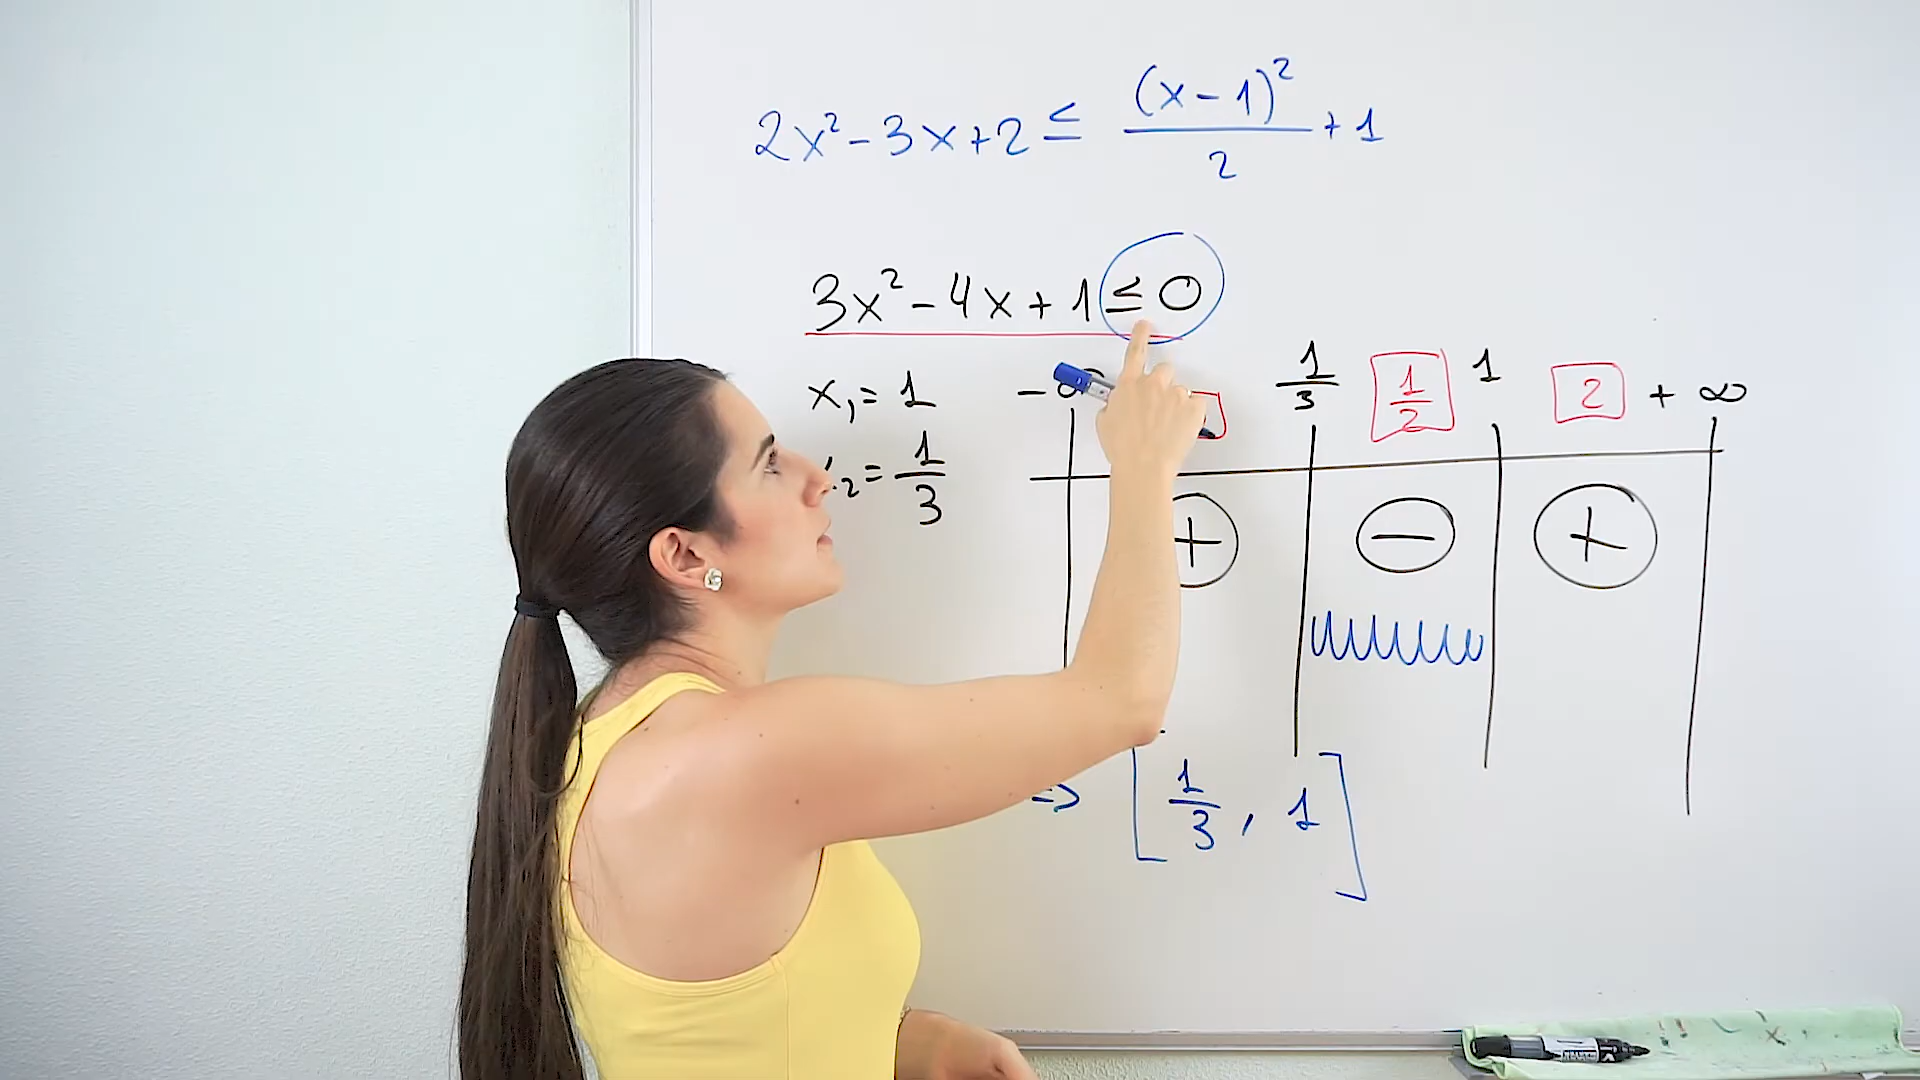 2x² - 3x + 2 ≤ (x - 1)² / 2 + 1
3x² - 4x + 1 ≤ 0
x₁ = 1
₂ = 1/3
- ∞ 1/3 1/2 1 2 + ∞
+ - +
⇒ [1/3, 1]